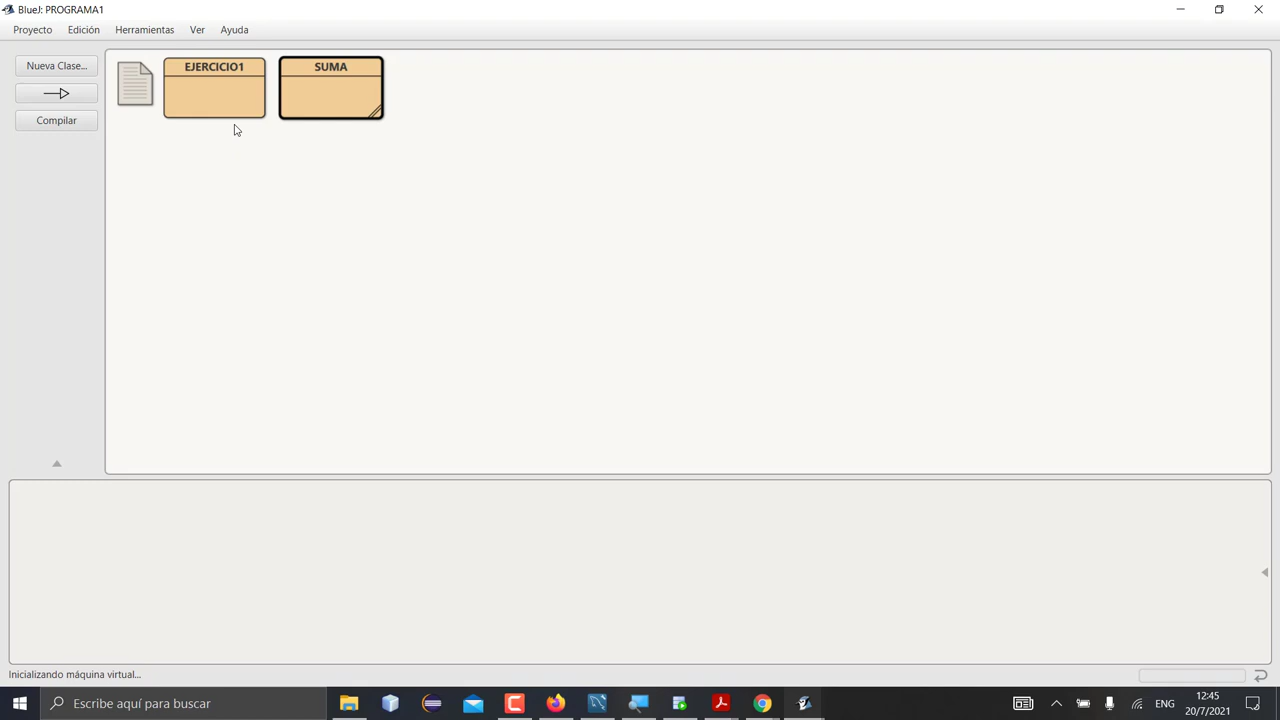 BlueJ: PROGRAMA1
Proyecto Edición Herramientas Ver Ayuda
Nueva Clase...
Compilar
EJERCICIO1
SUMA
Inicializando máquina virtual...
Escribe aquí para buscar
ENG
12:45
20/7/2021